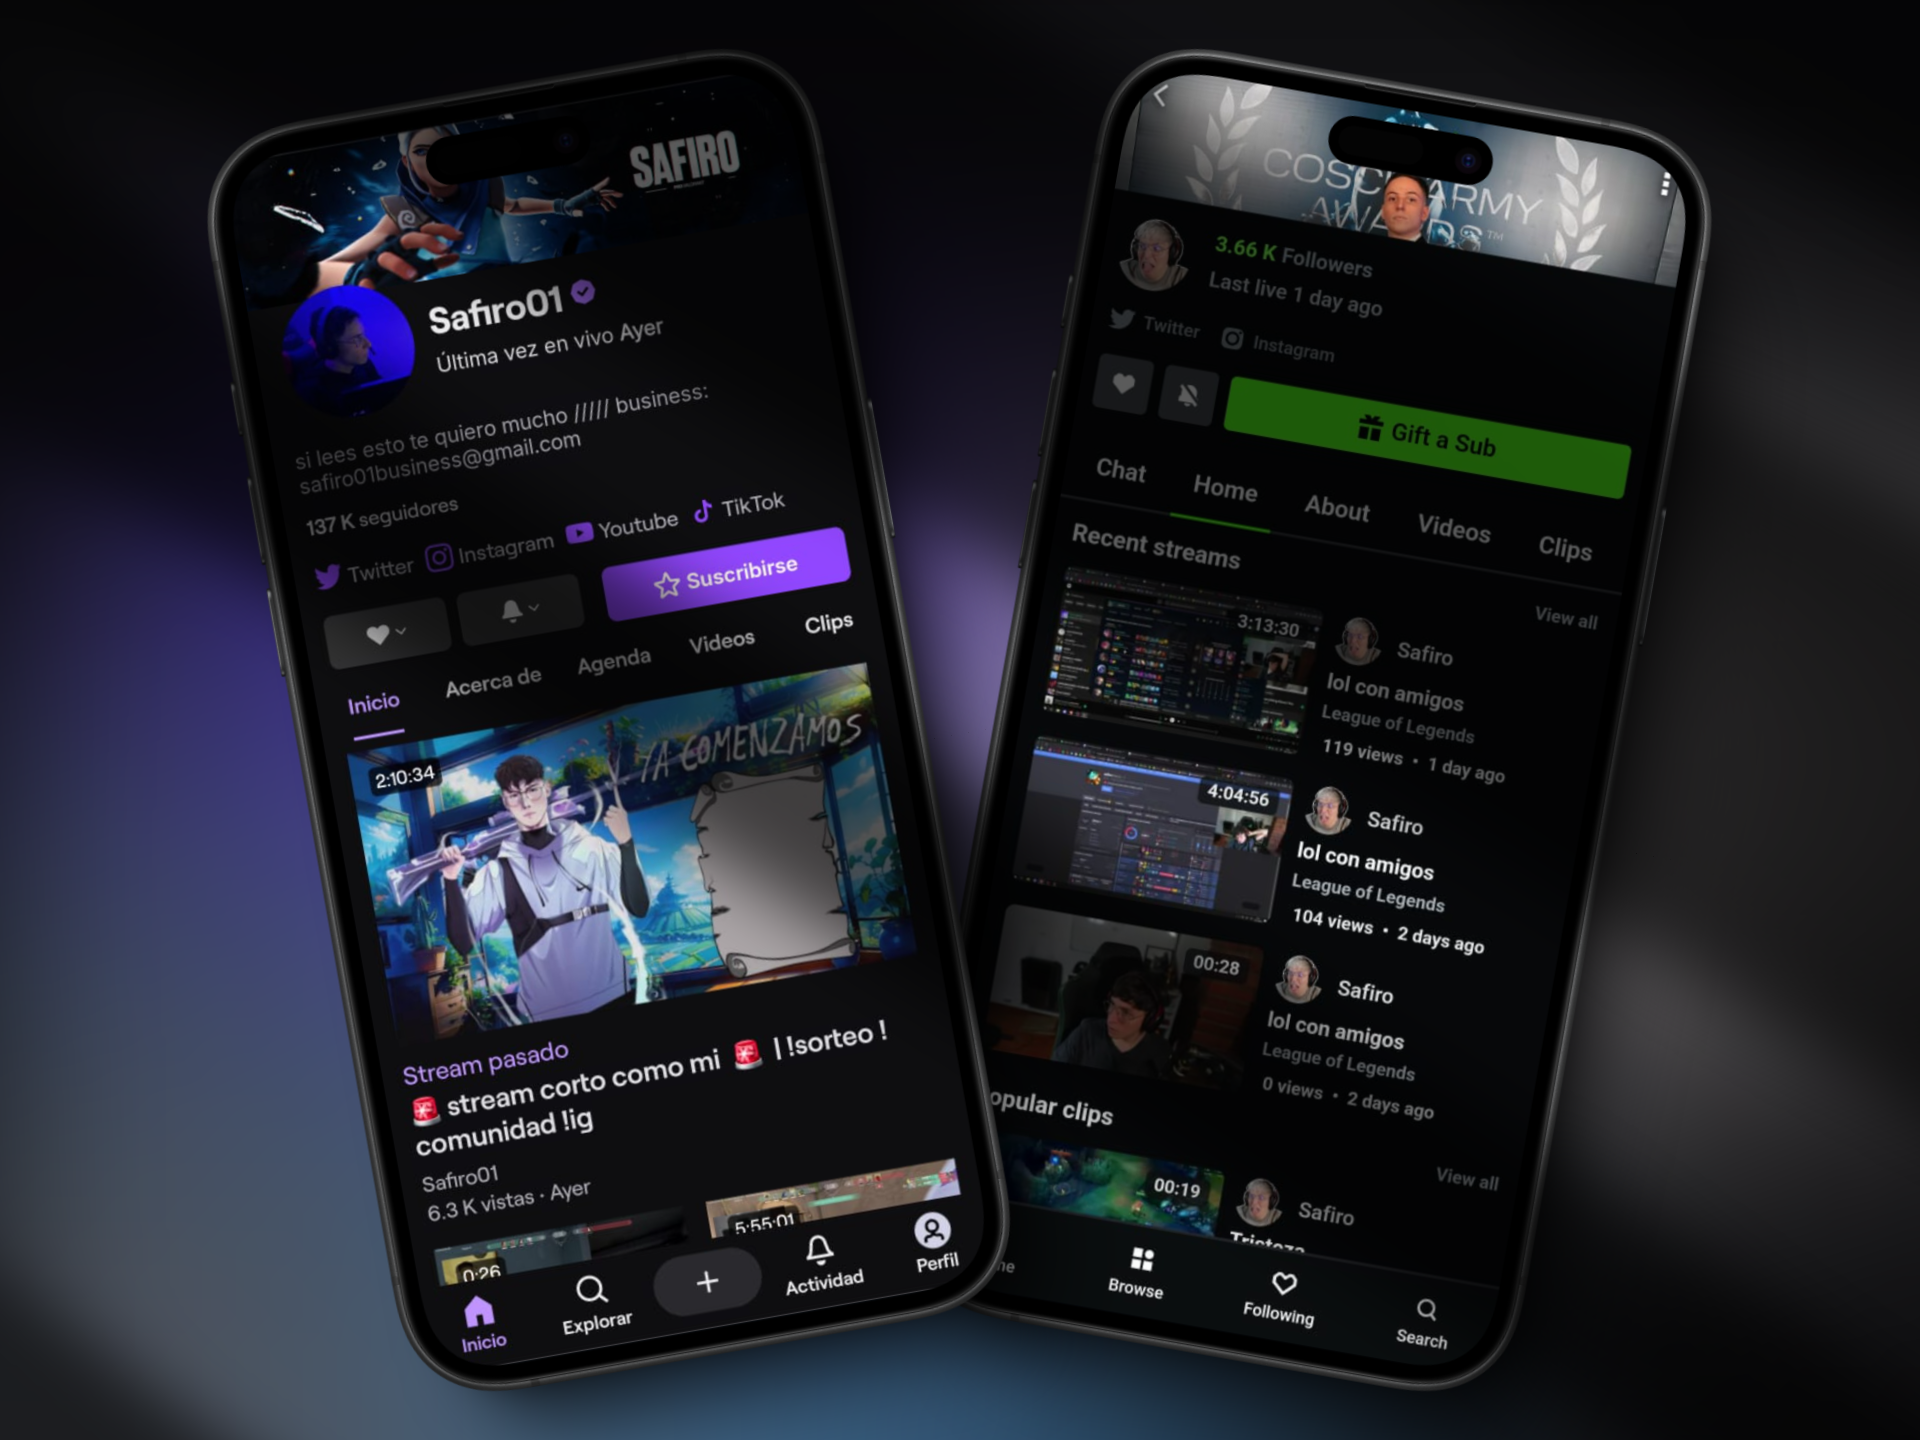 SAFIRO
Safiro01
Última vez en vivo Ayer
si lees esto te quiero mucho ///// business:
safiro01business@gmail.com
137 K seguidores
Twitter Instagram Youtube TikTok
Suscribirse
Inicio Acerca de Agenda Videos Clips
2:10:34
YA COMENZAMOS
Stream pasado
🚨 stream corto como mi 🚨 | !sorteo !
comunidad !ig
Safiro01
6.3 K vistas · Ayer
0:26
5:55:01
Inicio
Explorar
Actividad
Perfil
3.66 K Followers
Last live 1 day ago
Twitter Instagram
Gift a Sub
Chat Home About Videos Clips
Recent streams
View all
3:13:30
Safiro
lol con amigos
League of Legends
119 views • 1 day ago
4:04:56
Safiro
lol con amigos
League of Legends
104 views • 2 days ago
00:28
Safiro
lol con amigos
League of Legends
0 views • 2 days ago
opular clips
View all
00:19
Safiro
Tristeza
Browse
Following
Search